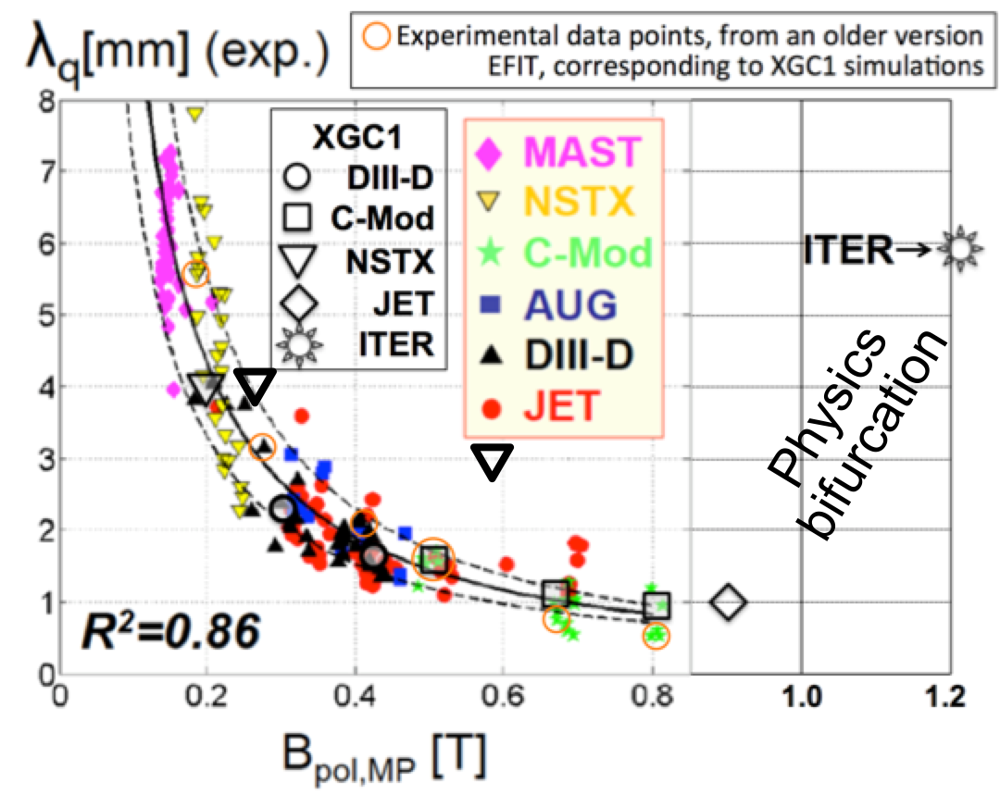 λq[mm] (exp.)
Experimental data points, from an older version
EFIT, corresponding to XGC1 simulations
XGC1
DIII-D
C-Mod
NSTX
JET
ITER
MAST
NSTX
C-Mod
AUG
DIII-D
JET
ITER→
Physics
bifurcation
R²=0.86
8
7
6
5
4
3
2
1
0
0 0.2 0.4 0.6 0.8 1.0 1.2
Bpol,MP [T]